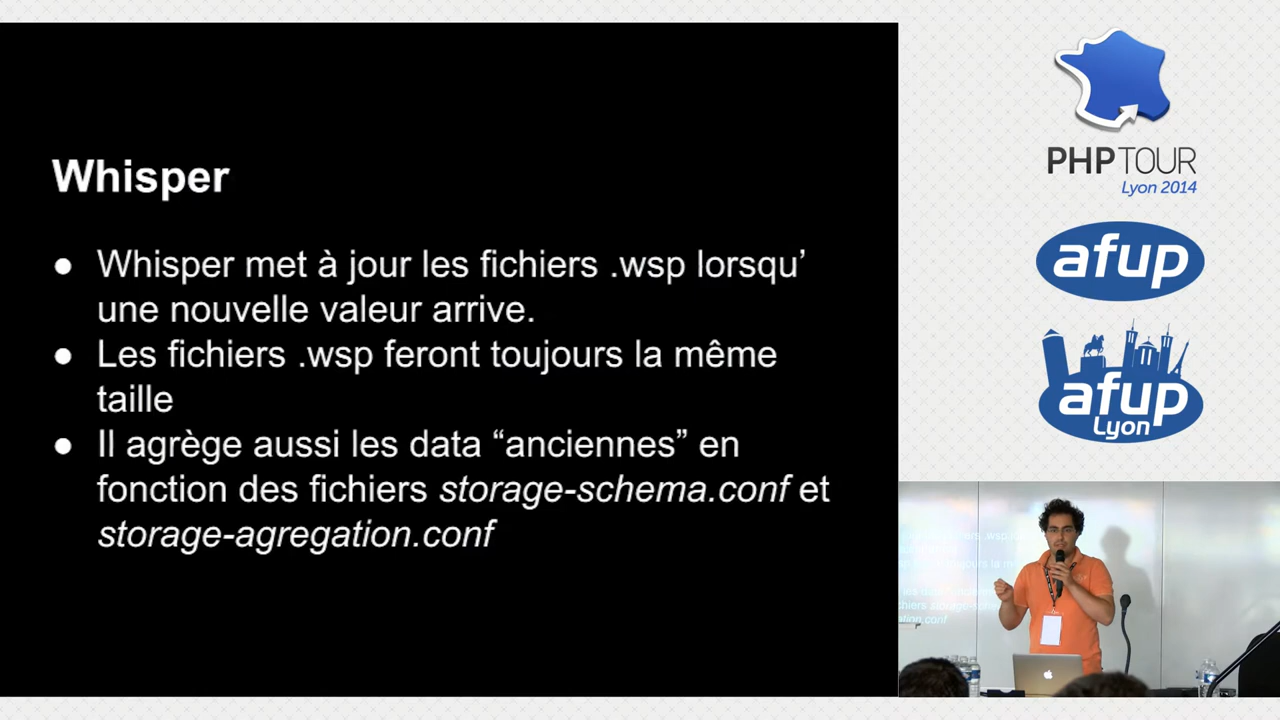 Whisper
● Whisper met à jour les fichiers .wsp lorsqu’
une nouvelle valeur arrive.
● Les fichiers .wsp feront toujours la même
taille
● Il agrège aussi les data “anciennes” en
fonction des fichiers storage-schema.conf et
storage-agregation.conf
PHP TOUR
Lyon 2014
afup
afup
Lyon